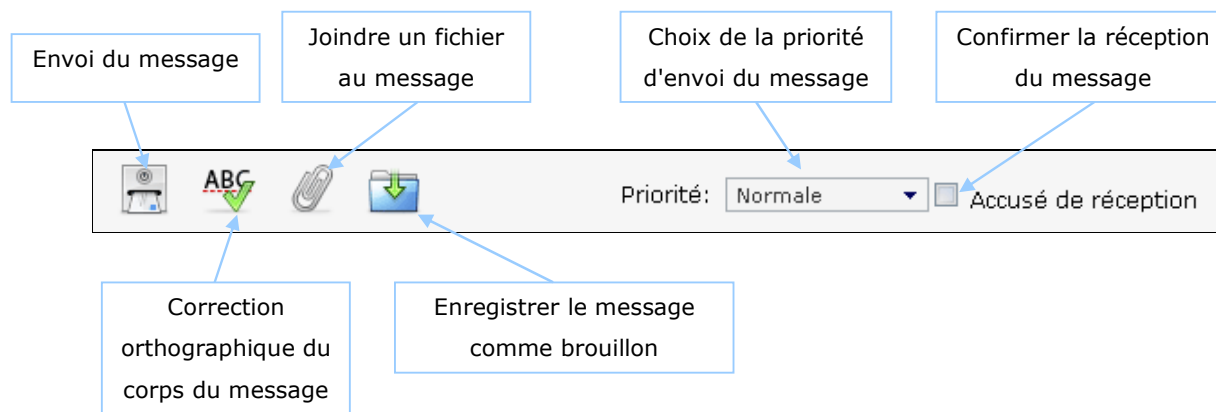 Envoi du message
Joindre un fichier
au message
Choix de la priorité
d'envoi du message
Confirmer la réception
du message
ABC
Priorité:
Normale
Accusé de réception
Correction
orthographique du
corps du message
Enregistrer le message
comme brouillon